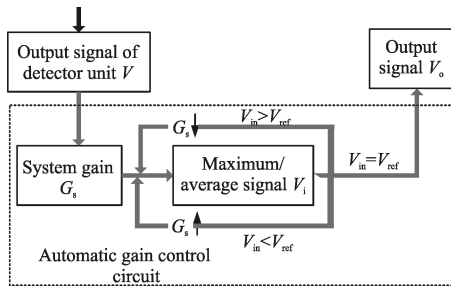 Output signal of
detector unit V
Output
signal Vo
Gs
Vin>Vref
System gain
Gs
Maximum/
average signal Vi
Vin=Vref
Gs
Vin<Vref
Automatic gain control
circuit